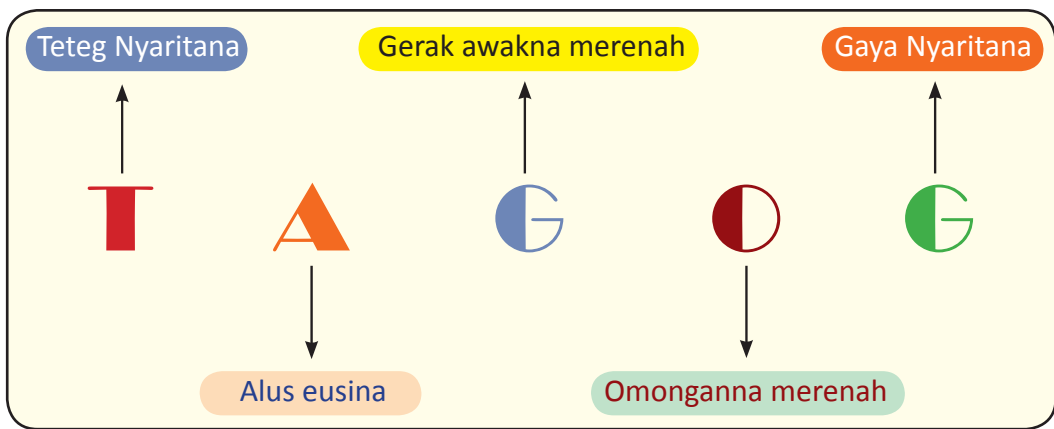 Teteg Nyaritana
Gerak awakna merenah
Gaya Nyaritana
T A G O G
Alus eusina
Omonganna merenah